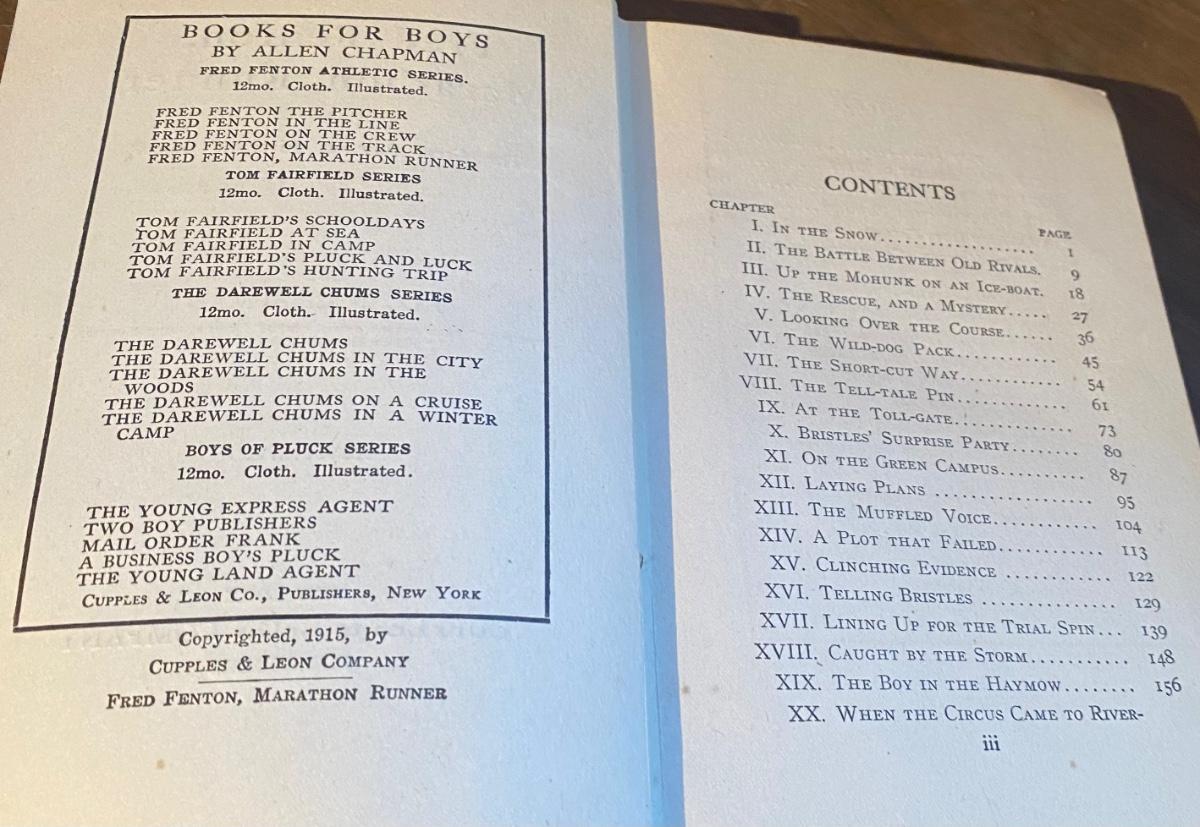 BOOKS FOR BOYS
BY ALLEN CHAPMAN
FRED FENTON ATHLETIC SERIES.
12mo. Cloth. Illustrated.
FRED FENTON THE PITCHER
FRED FENTON IN THE LINE
FRED FENTON ON THE CREW
FRED FENTON ON THE TRACK
FRED FENTON, MARATHON RUNNER
TOM FAIRFIELD SERIES
12mo. Cloth. Illustrated.
TOM FAIRFIELD'S SCHOOLDAYS
TOM FAIRFIELD AT SEA
TOM FAIRFIELD IN CAMP
TOM FAIRFIELD'S PLUCK AND LUCK
TOM FAIRFIELD'S HUNTING TRIP
THE DAREWELL CHUMS SERIES
12mo. Cloth. Illustrated.
THE DAREWELL CHUMS
THE DAREWELL CHUMS IN THE CITY
THE DAREWELL CHUMS IN THE
WOODS
THE DAREWELL CHUMS ON A CRUISE
THE DAREWELL CHUMS IN A WINTER
CAMP
BOYS OF PLUCK SERIES
12mo. Cloth. Illustrated.
THE YOUNG EXPRESS AGENT
TWO BOY PUBLISHERS
MAIL ORDER FRANK
A BUSINESS BOY'S PLUCK
THE YOUNG LAND AGENT
CUPPLES & LEON CO., PUBLISHERS, NEW YORK
Copyrighted, 1915, by
CUPPLES & LEON COMPANY
FRED FENTON, MARATHON RUNNER
CONTENTS
CHAPTER PAGE
I. IN THE SNOW.................. 1
II. THE BATTLE BETWEEN OLD RIVALS. 9
III. UP THE MOHUNK ON AN ICE-BOAT. 18
IV. THE RESCUE, AND A MYSTERY..... 27
V. LOOKING OVER THE COURSE...... 36
VI. THE WILD-DOG PACK............ 45
VII. THE SHORT-CUT WAY............ 54
VIII. THE TELL-TALE PIN............. 61
IX. AT THE TOLL-GATE.............. 73
X. BRISTLES' SURPRISE PARTY........ 80
XI. ON THE GREEN CAMPUS.......... 87
XII. LAYING PLANS .................. 95
XIII. THE MUFFLED VOICE............ 104
XIV. A PLOT THAT FAILED............ 113
XV. CLINCHING EVIDENCE ............ 122
XVI. TELLING BRISTLES ............... 129
XVII. LINING UP FOR THE TRIAL SPIN... 139
XVIII. CAUGHT BY THE STORM........... 148
XIX. THE BOY IN THE HAYMOW........ 156
XX. WHEN THE CIRCUS CAME TO RIVER-
iii